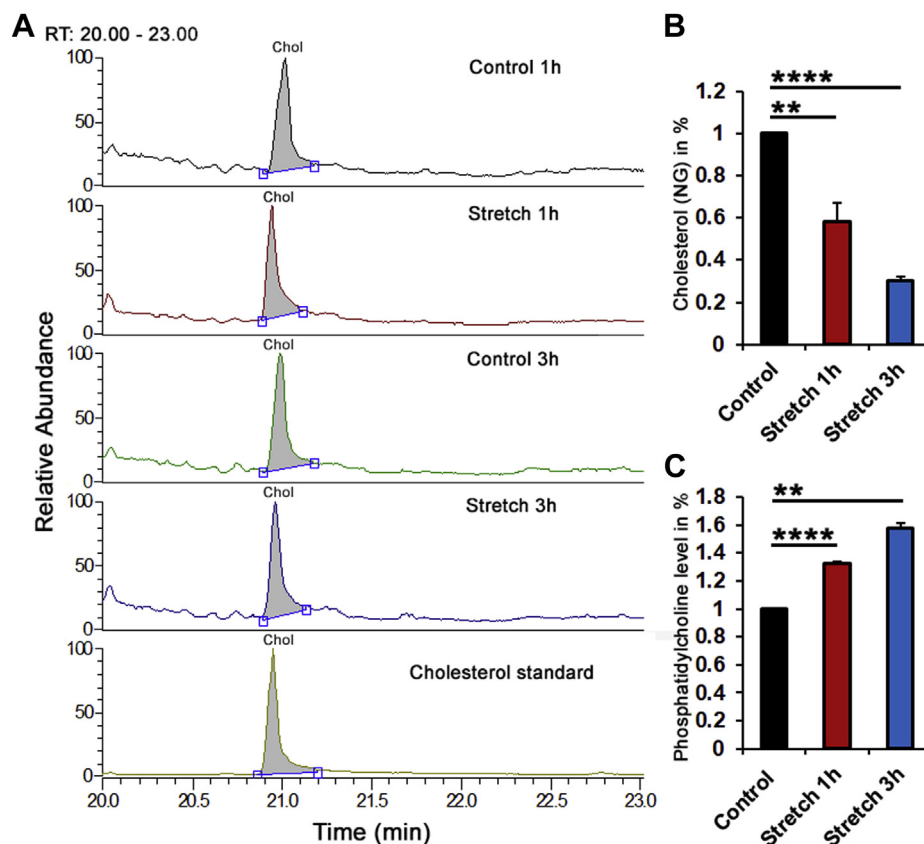 A
RT: 20.00 - 23.00
Relative Abundance
Chol
Control 1h
100
50
0
Chol
Stretch 1h
100
50
0
Chol
Control 3h
100
50
0
Chol
Stretch 3h
100
50
0
Chol
Cholesterol standard
100
50
0
20.0 20.5 21.0 21.5 22.0 22.5 23.0
Time (min)
B
Cholesterol (NG) in %
****
**
1.2
1
0.8
0.6
0.4
0.2
0
Control
Stretch 1h
Stretch 3h
C
Phosphatidylcholine level in %
**
****
1.8
1.6
1.4
1.2
1
0.8
0.6
0.4
0.2
0
Control
Stretch 1h
Stretch 3h